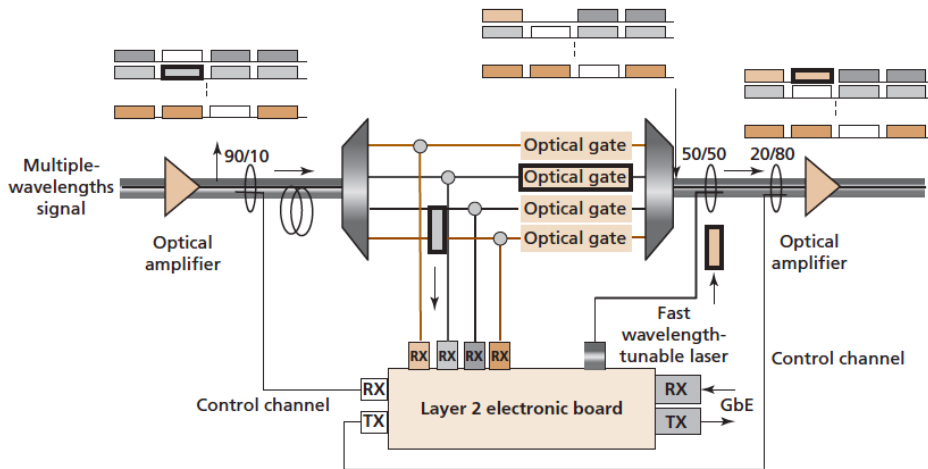 Multiple-
wavelengths
signal
90/10
Optical
amplifier
Optical gate
Optical gate
Optical gate
Optical gate
50/50
20/80
Optical
amplifier
Fast
wavelength-
tunable laser
Control channel
RX
RX
RX
RX
Control channel
RX
TX
Layer 2 electronic board
RX
TX
GbE